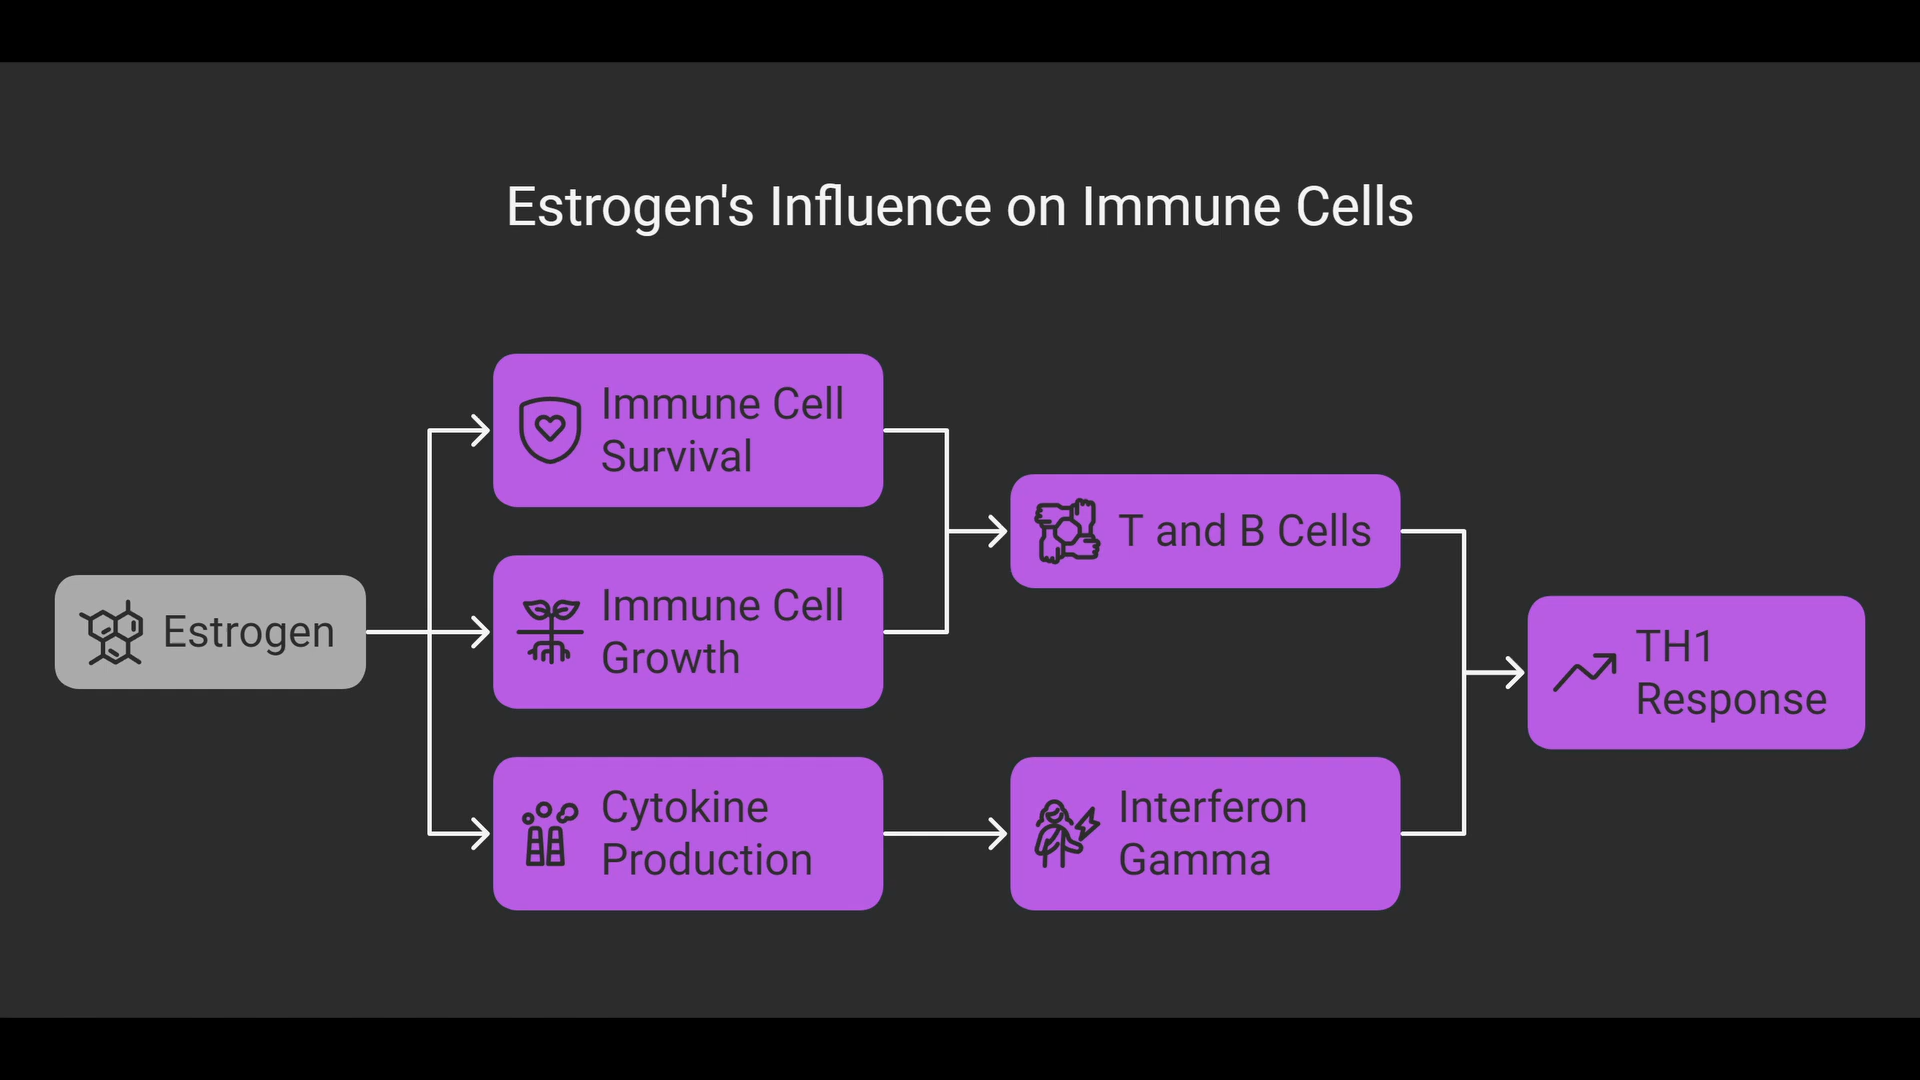 Estrogen's Influence on Immune Cells
Estrogen
Immune Cell
Survival
Immune Cell
Growth
Cytokine
Production
T and B Cells
Interferon
Gamma
TH1
Response